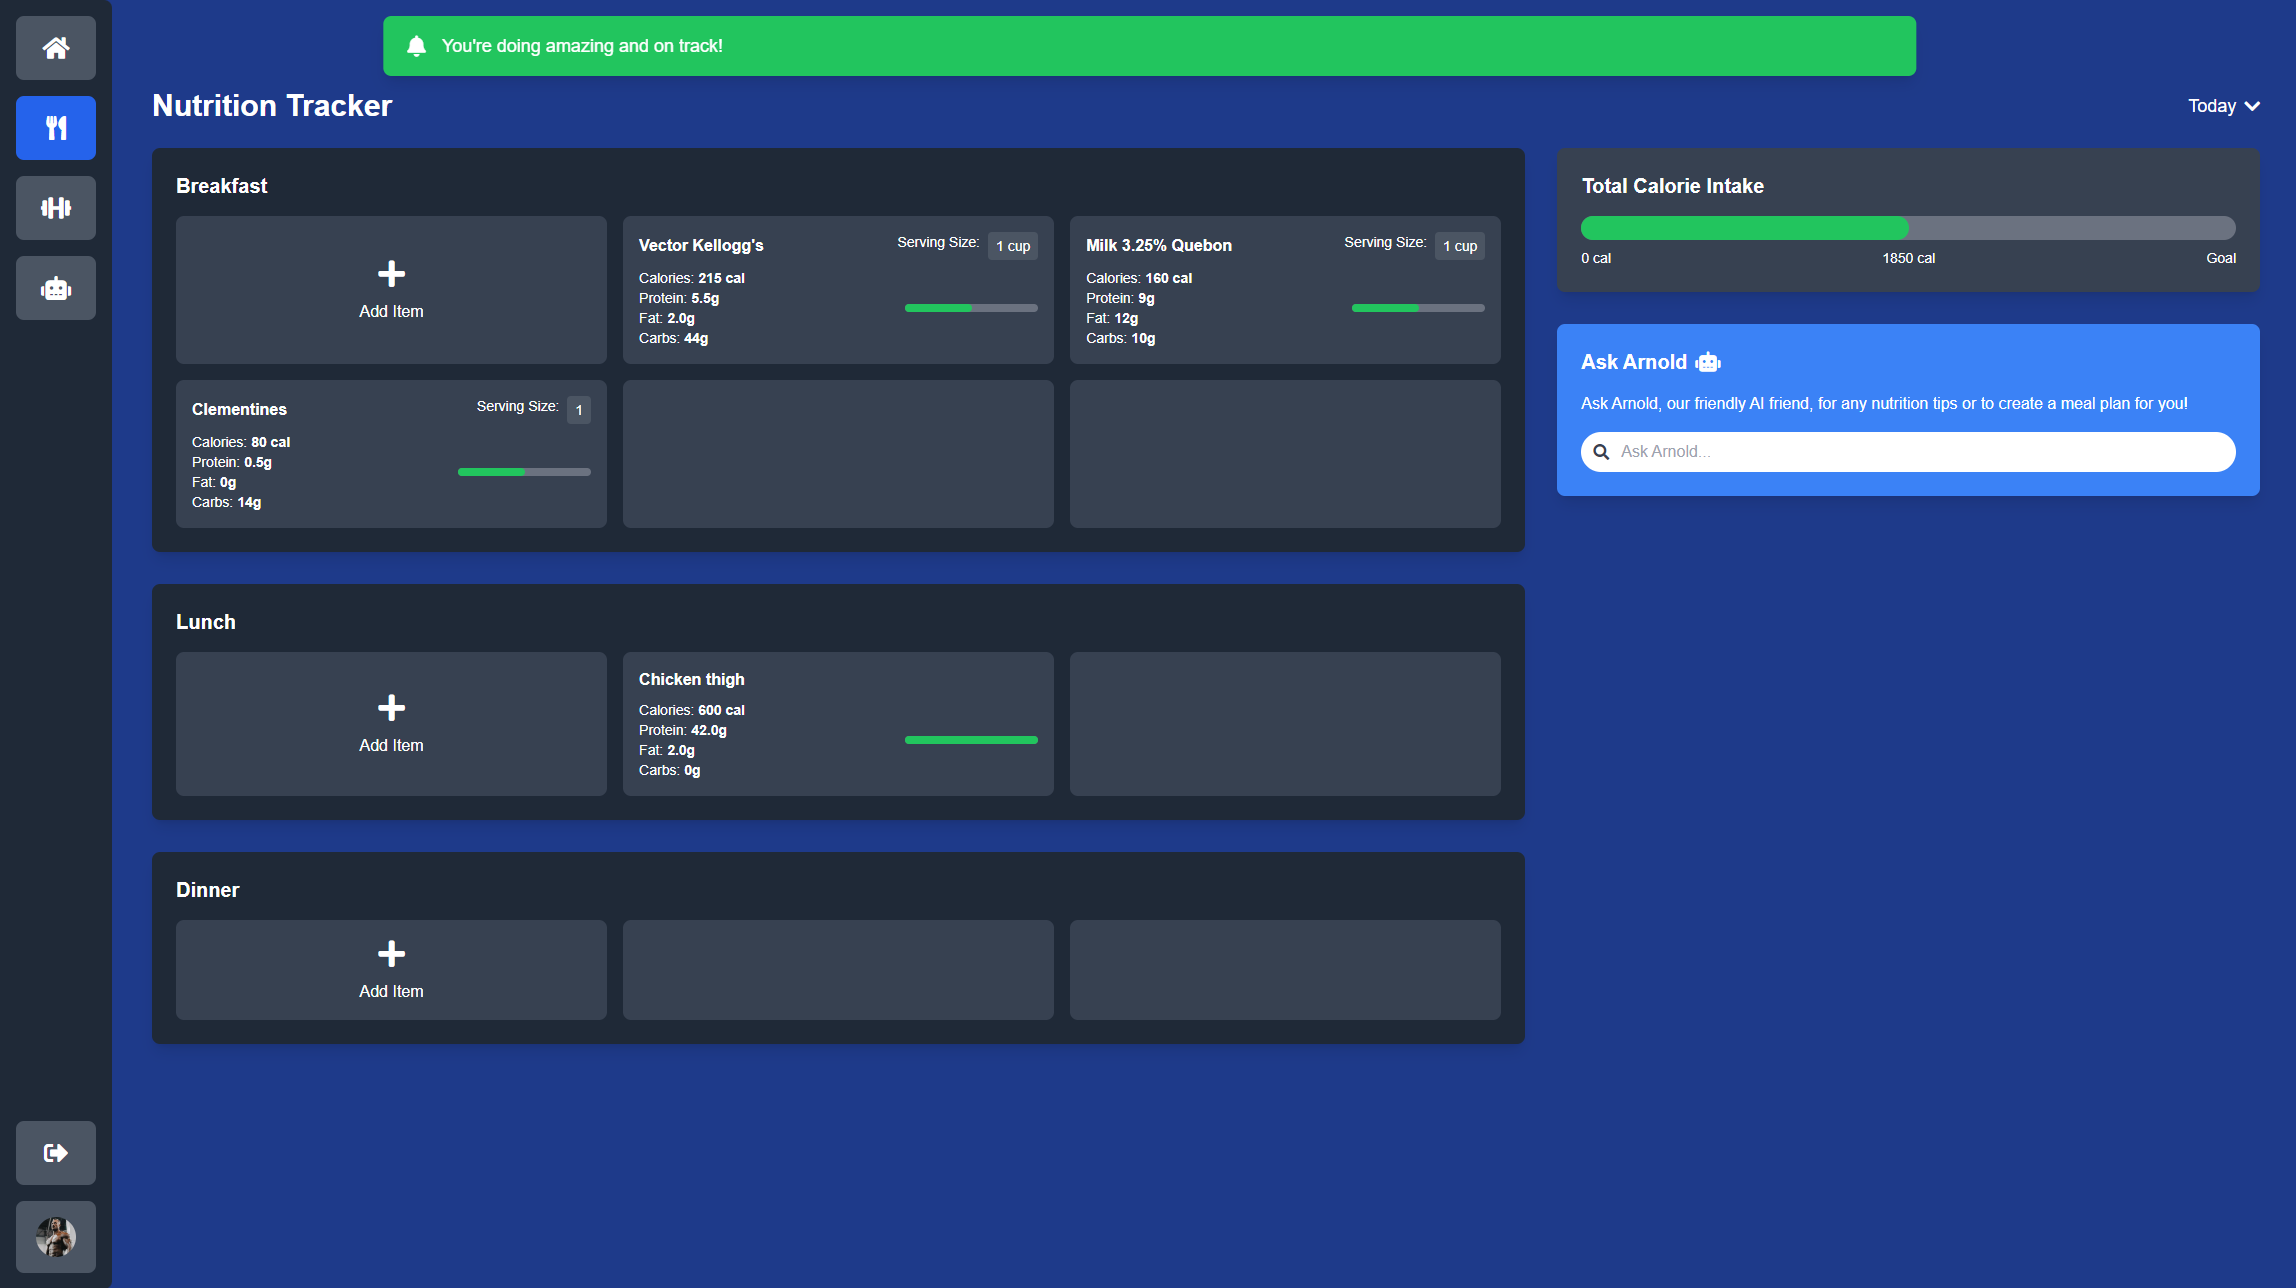 You're doing amazing and on track!
Nutrition Tracker
Today
Breakfast
Add Item
Vector Kellogg's
Serving Size: 1 cup
Calories: 215 cal
Protein: 5.5g
Fat: 2.0g
Carbs: 44g
Milk 3.25% Quebon
Serving Size: 1 cup
Calories: 160 cal
Protein: 9g
Fat: 12g
Carbs: 10g
Clementines
Serving Size: 1
Calories: 80 cal
Protein: 0.5g
Fat: 0g
Carbs: 14g
Lunch
Add Item
Chicken thigh
Calories: 600 cal
Protein: 42.0g
Fat: 2.0g
Carbs: 0g
Dinner
Add Item
Total Calorie Intake
0 cal 1850 cal Goal
Ask Arnold
Ask Arnold, our friendly AI friend, for any nutrition tips or to create a meal plan for you!
Ask Arnold...